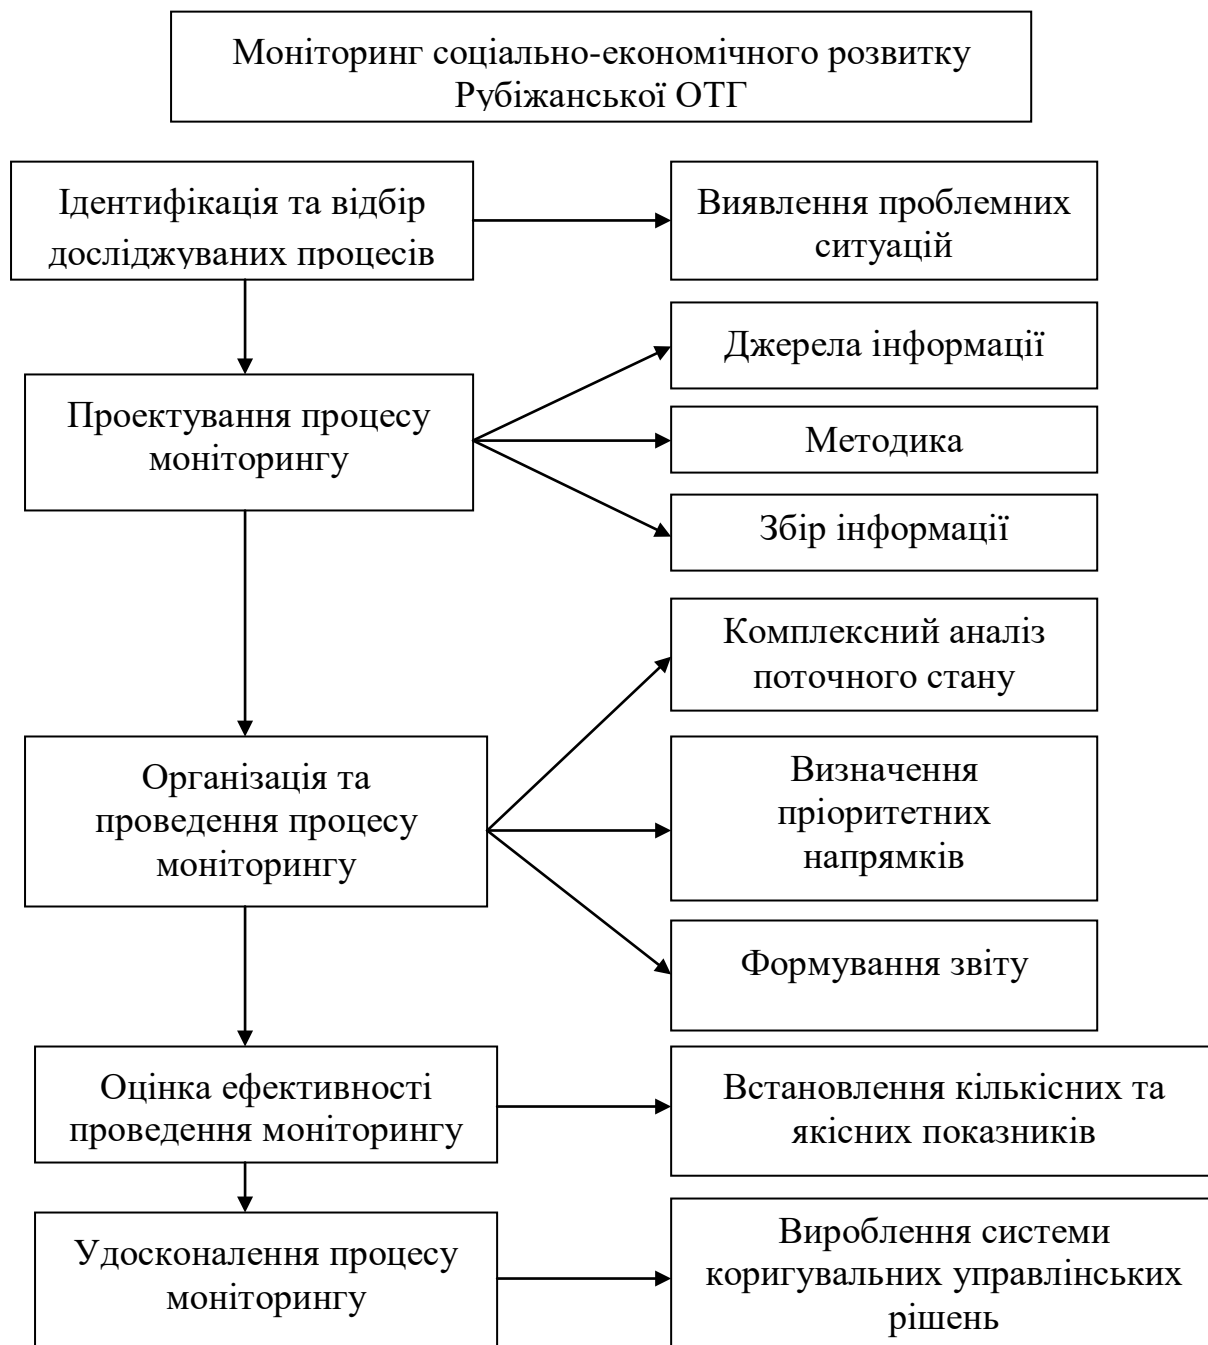 Моніторинг соціально-економічного розвитку
Рубіжанської ОТГ
Ідентифікація та відбір
досліджуваних процесів
Виявлення проблемних
ситуацій
Джерела інформації
Проектування процесу
моніторингу
Методика
Збір інформації
Комплексний аналіз
поточного стану
Організація та
проведення процесу
моніторингу
Визначення
пріоритетних
напрямків
Формування звіту
Оцінка ефективності
проведення моніторингу
Встановлення кількісних та
якісних показників
Удосконалення процесу
моніторингу
Вироблення системи
коригувальних управлінських
рішень